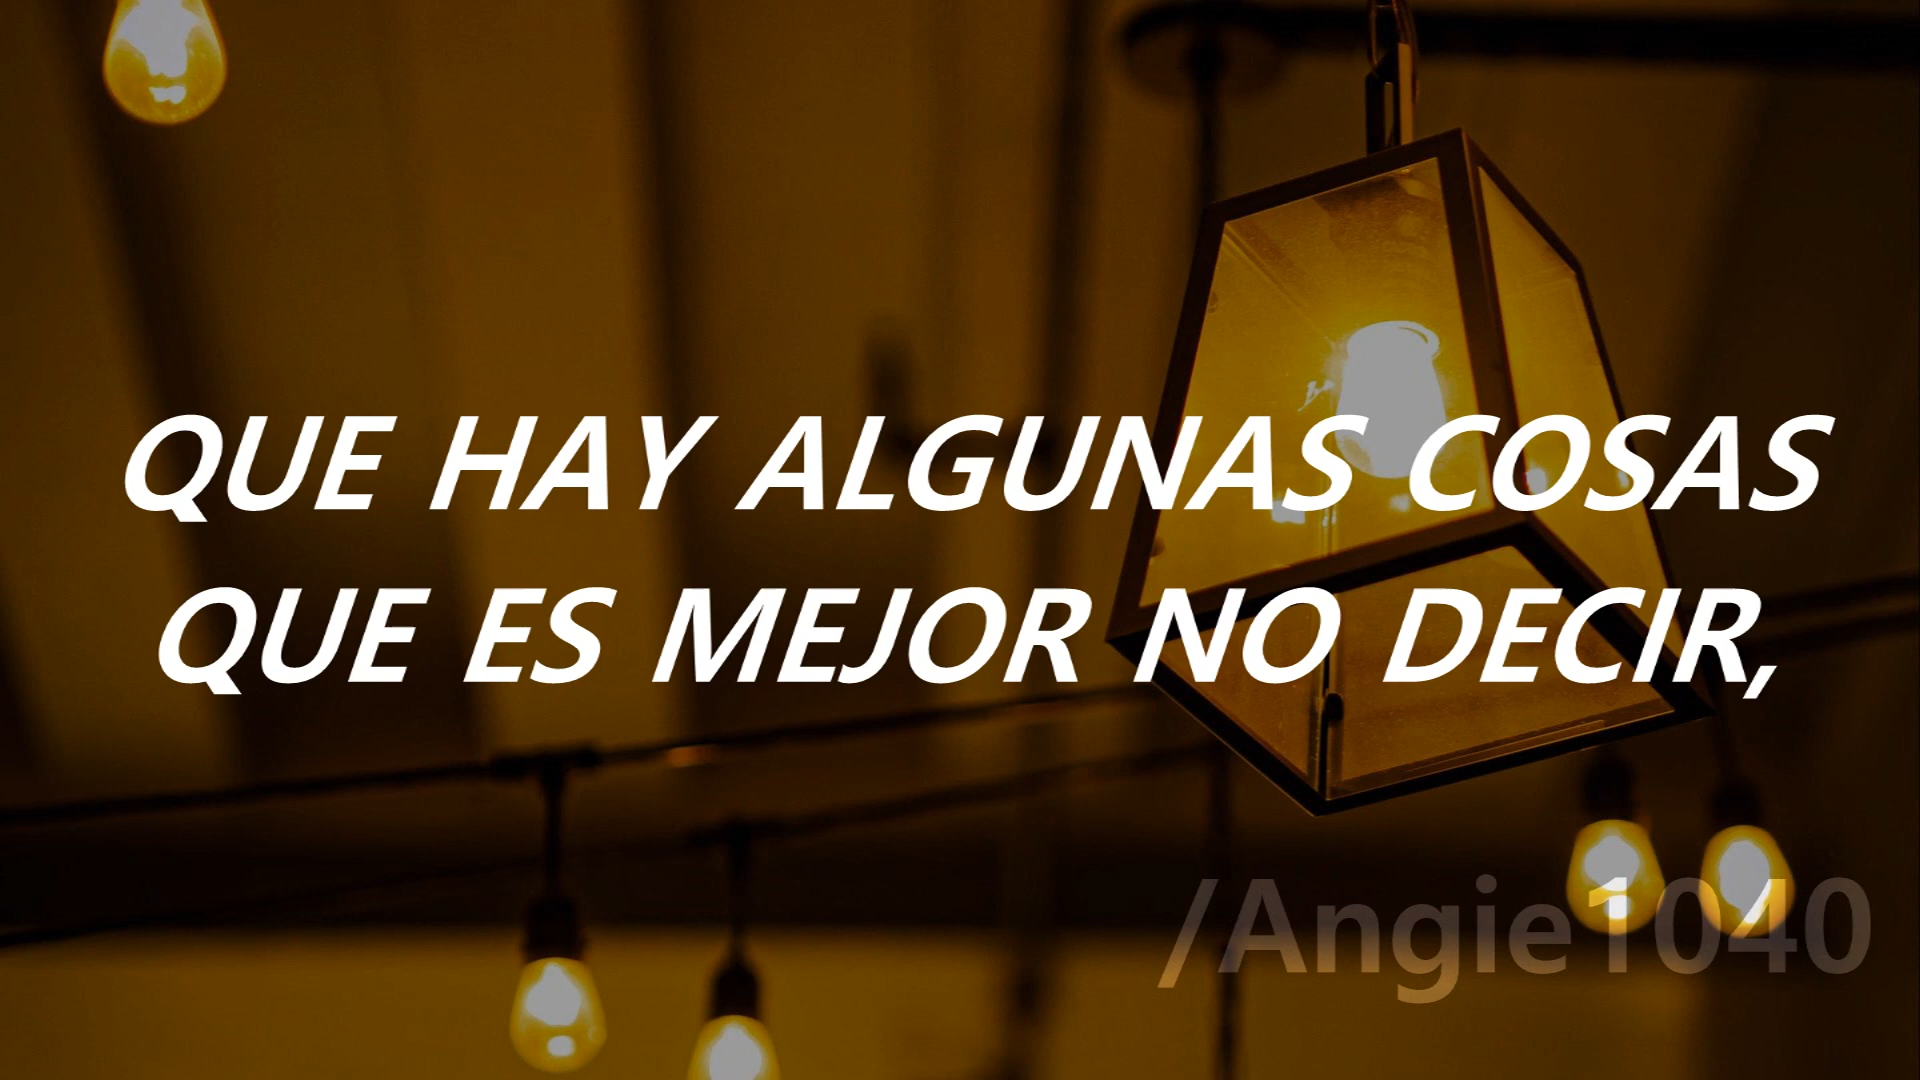 QUE HAY ALGUNAS COSAS
QUE ES MEJOR NO DECIR,
/Angie1040